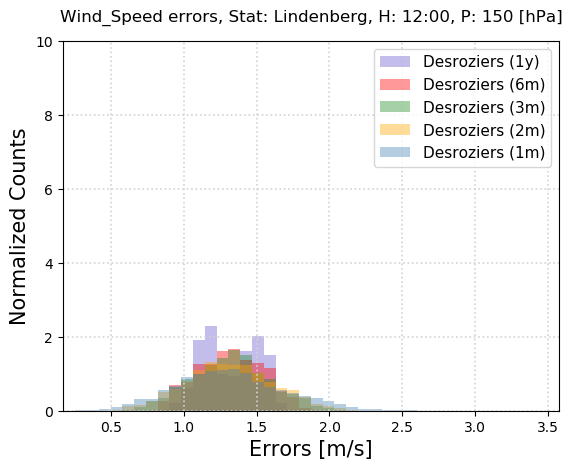 Wind_Speed errors, Stat: Lindenberg, H: 12:00, P: 150 [hPa]
10
8
6
4
2
0
Normalized Counts
Desroziers (1y)
Desroziers (6m)
Desroziers (3m)
Desroziers (2m)
Desroziers (1m)
0.5 1.0 1.5 2.0 2.5 3.0 3.5
Errors [m/s]